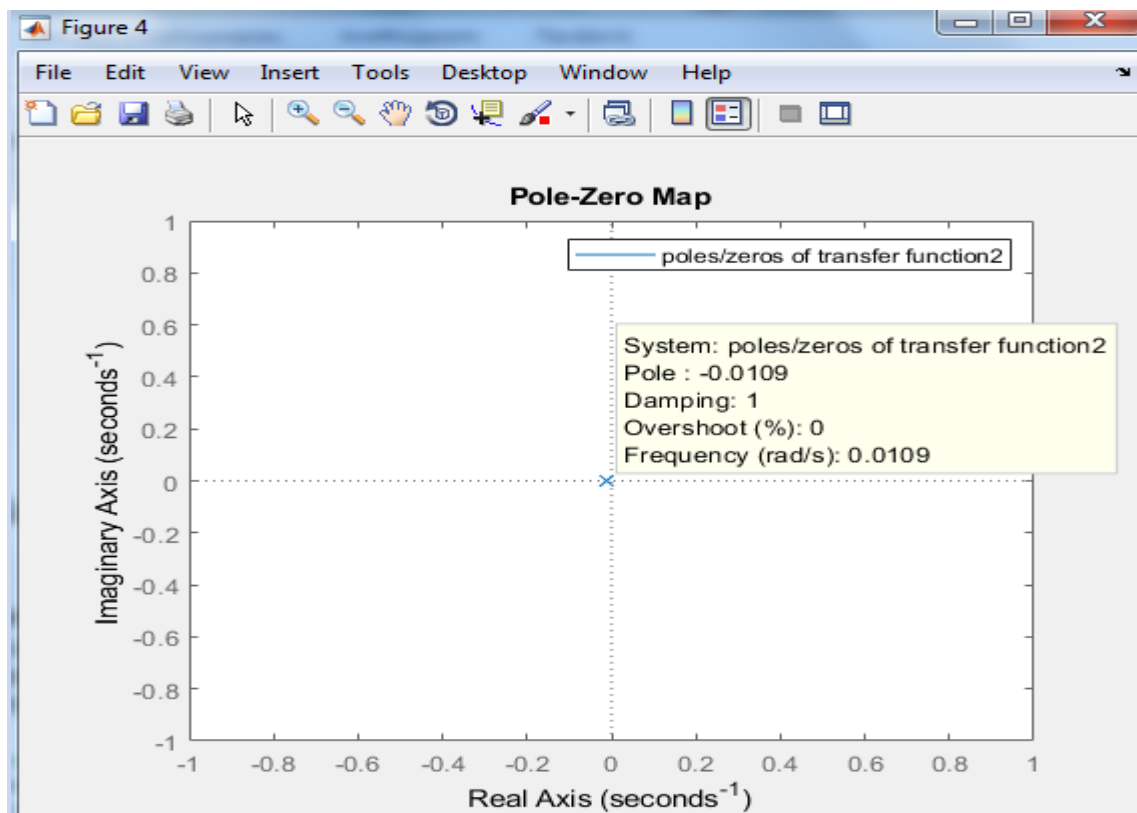 Figure 4
File Edit View Insert Tools Desktop Window Help
Pole-Zero Map
poles/zeros of transfer function2
System: poles/zeros of transfer function2
Pole : -0.0109
Damping: 1
Overshoot (%): 0
Frequency (rad/s): 0.0109
Imaginary Axis (seconds⁻¹)
1
0.8
0.6
0.4
0.2
0
-0.2
-0.4
-0.6
-0.8
-1
-1 -0.8 -0.6 -0.4 -0.2 0 0.2 0.4 0.6 0.8 1
Real Axis (seconds⁻¹)